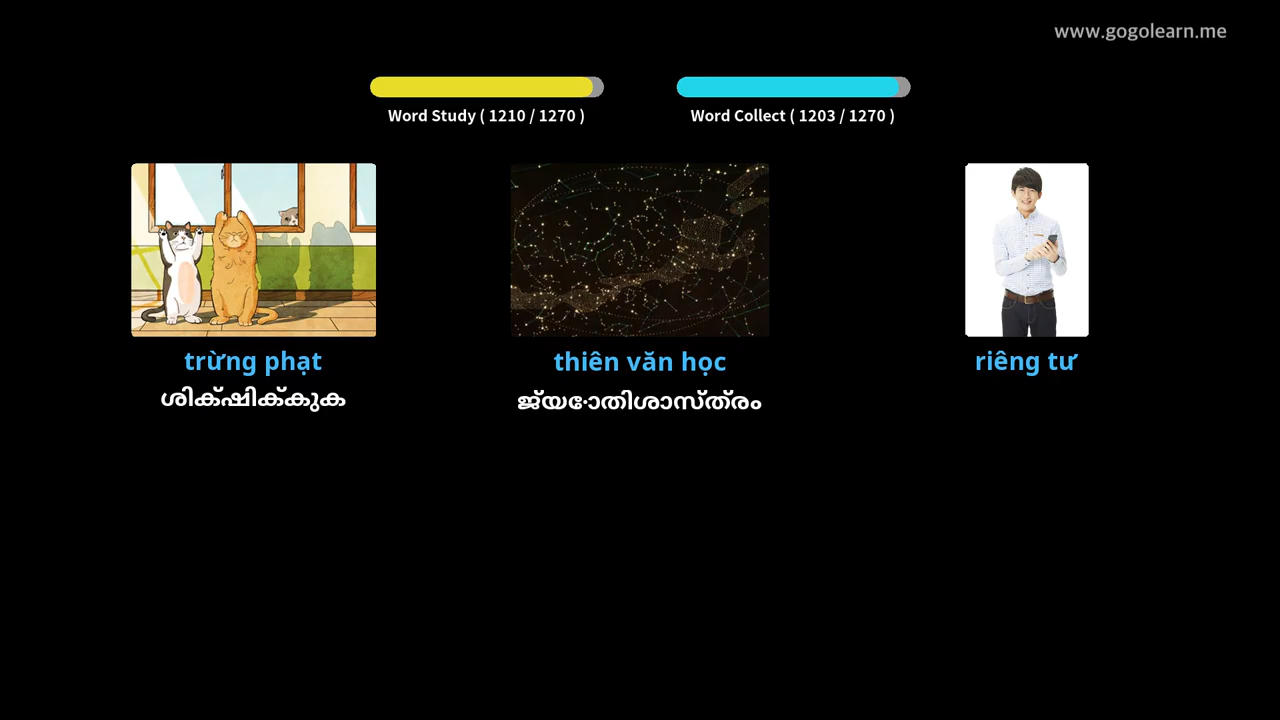 www.gogolearn.me
Word Study ( 1210 / 1270 )
Word Collect ( 1203 / 1270 )
trừng phạt
thiên văn học
riêng tư
ശിക്ഷിക്കുക
ജ്യോതിശാസ്ത്രം